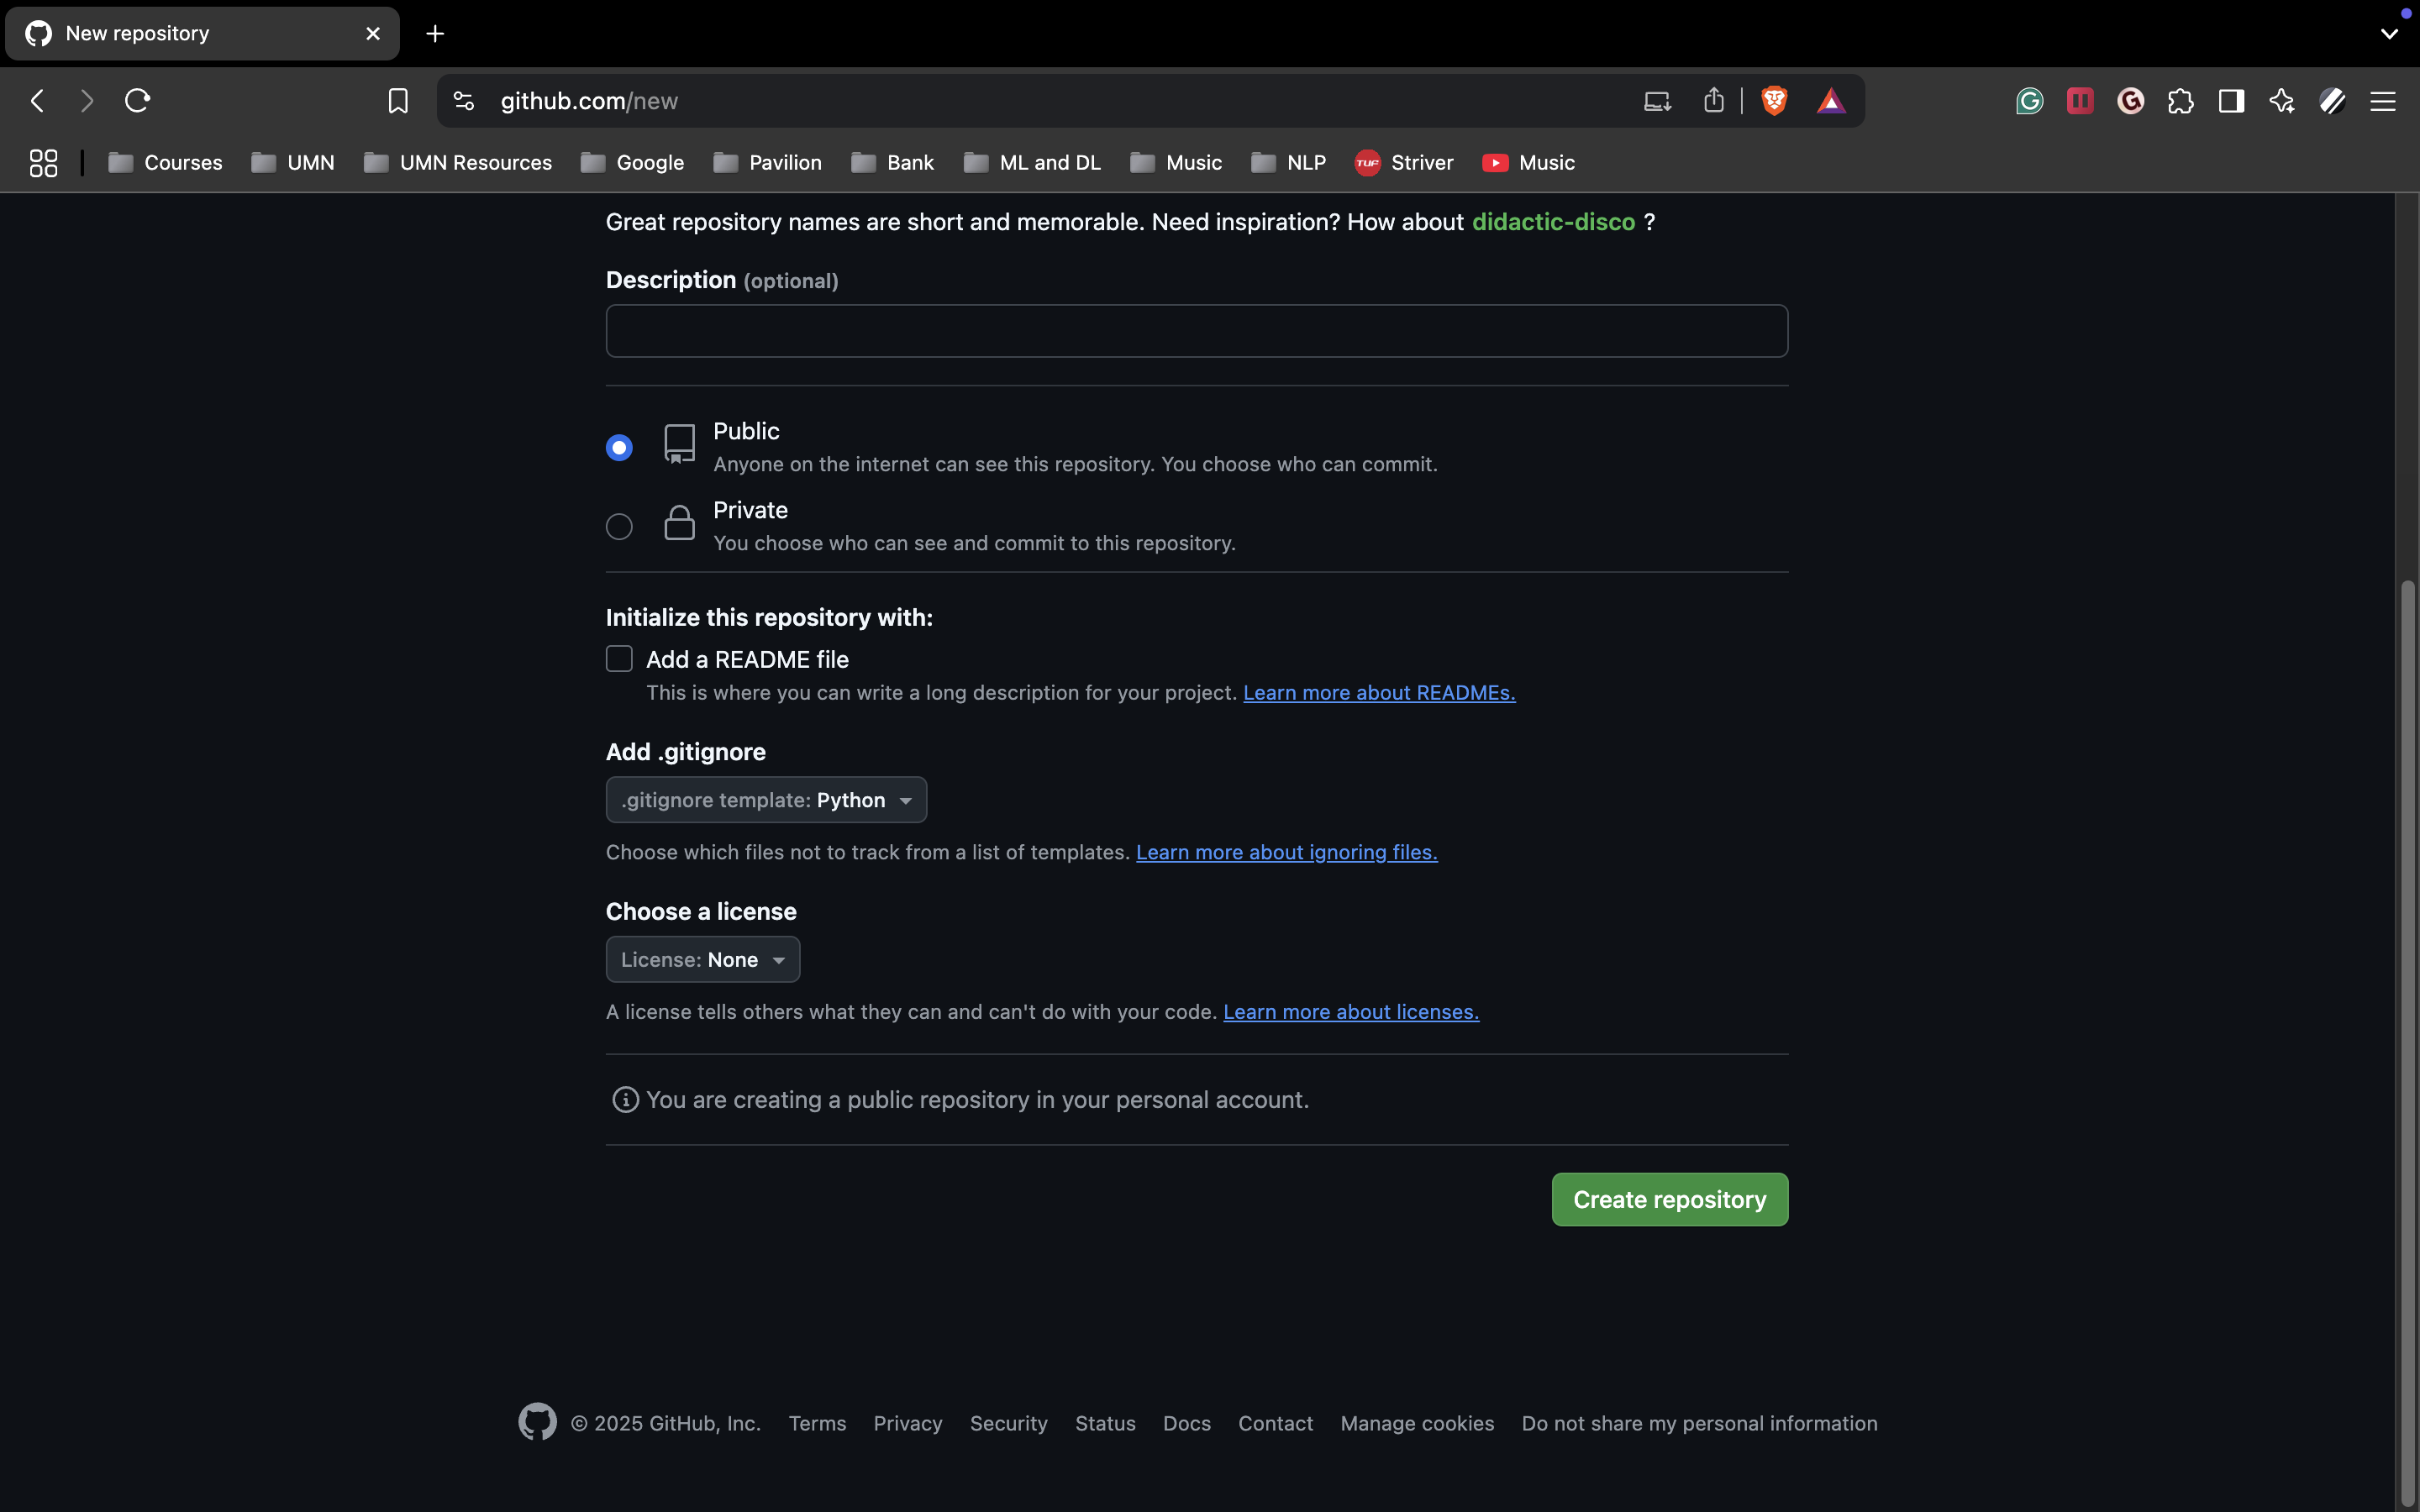 New repository
github.com/new
Courses UMN UMN Resources Google Pavilion Bank ML and DL Music NLP TUF Striver Music
Great repository names are short and memorable. Need inspiration? How about didactic-disco ?
Description (optional)
Public
Anyone on the internet can see this repository. You choose who can commit.
Private
You choose who can see and commit to this repository.
Initialize this repository with:
Add a README file
This is where you can write a long description for your project. Learn more about READMEs.
Add .gitignore
.gitignore template: Python
Choose which files not to track from a list of templates. Learn more about ignoring files.
Choose a license
License: None
A license tells others what they can and can't do with your code. Learn more about licenses.
You are creating a public repository in your personal account.
Create repository
© 2025 GitHub, Inc. Terms Privacy Security Status Docs Contact Manage cookies Do not share my personal information